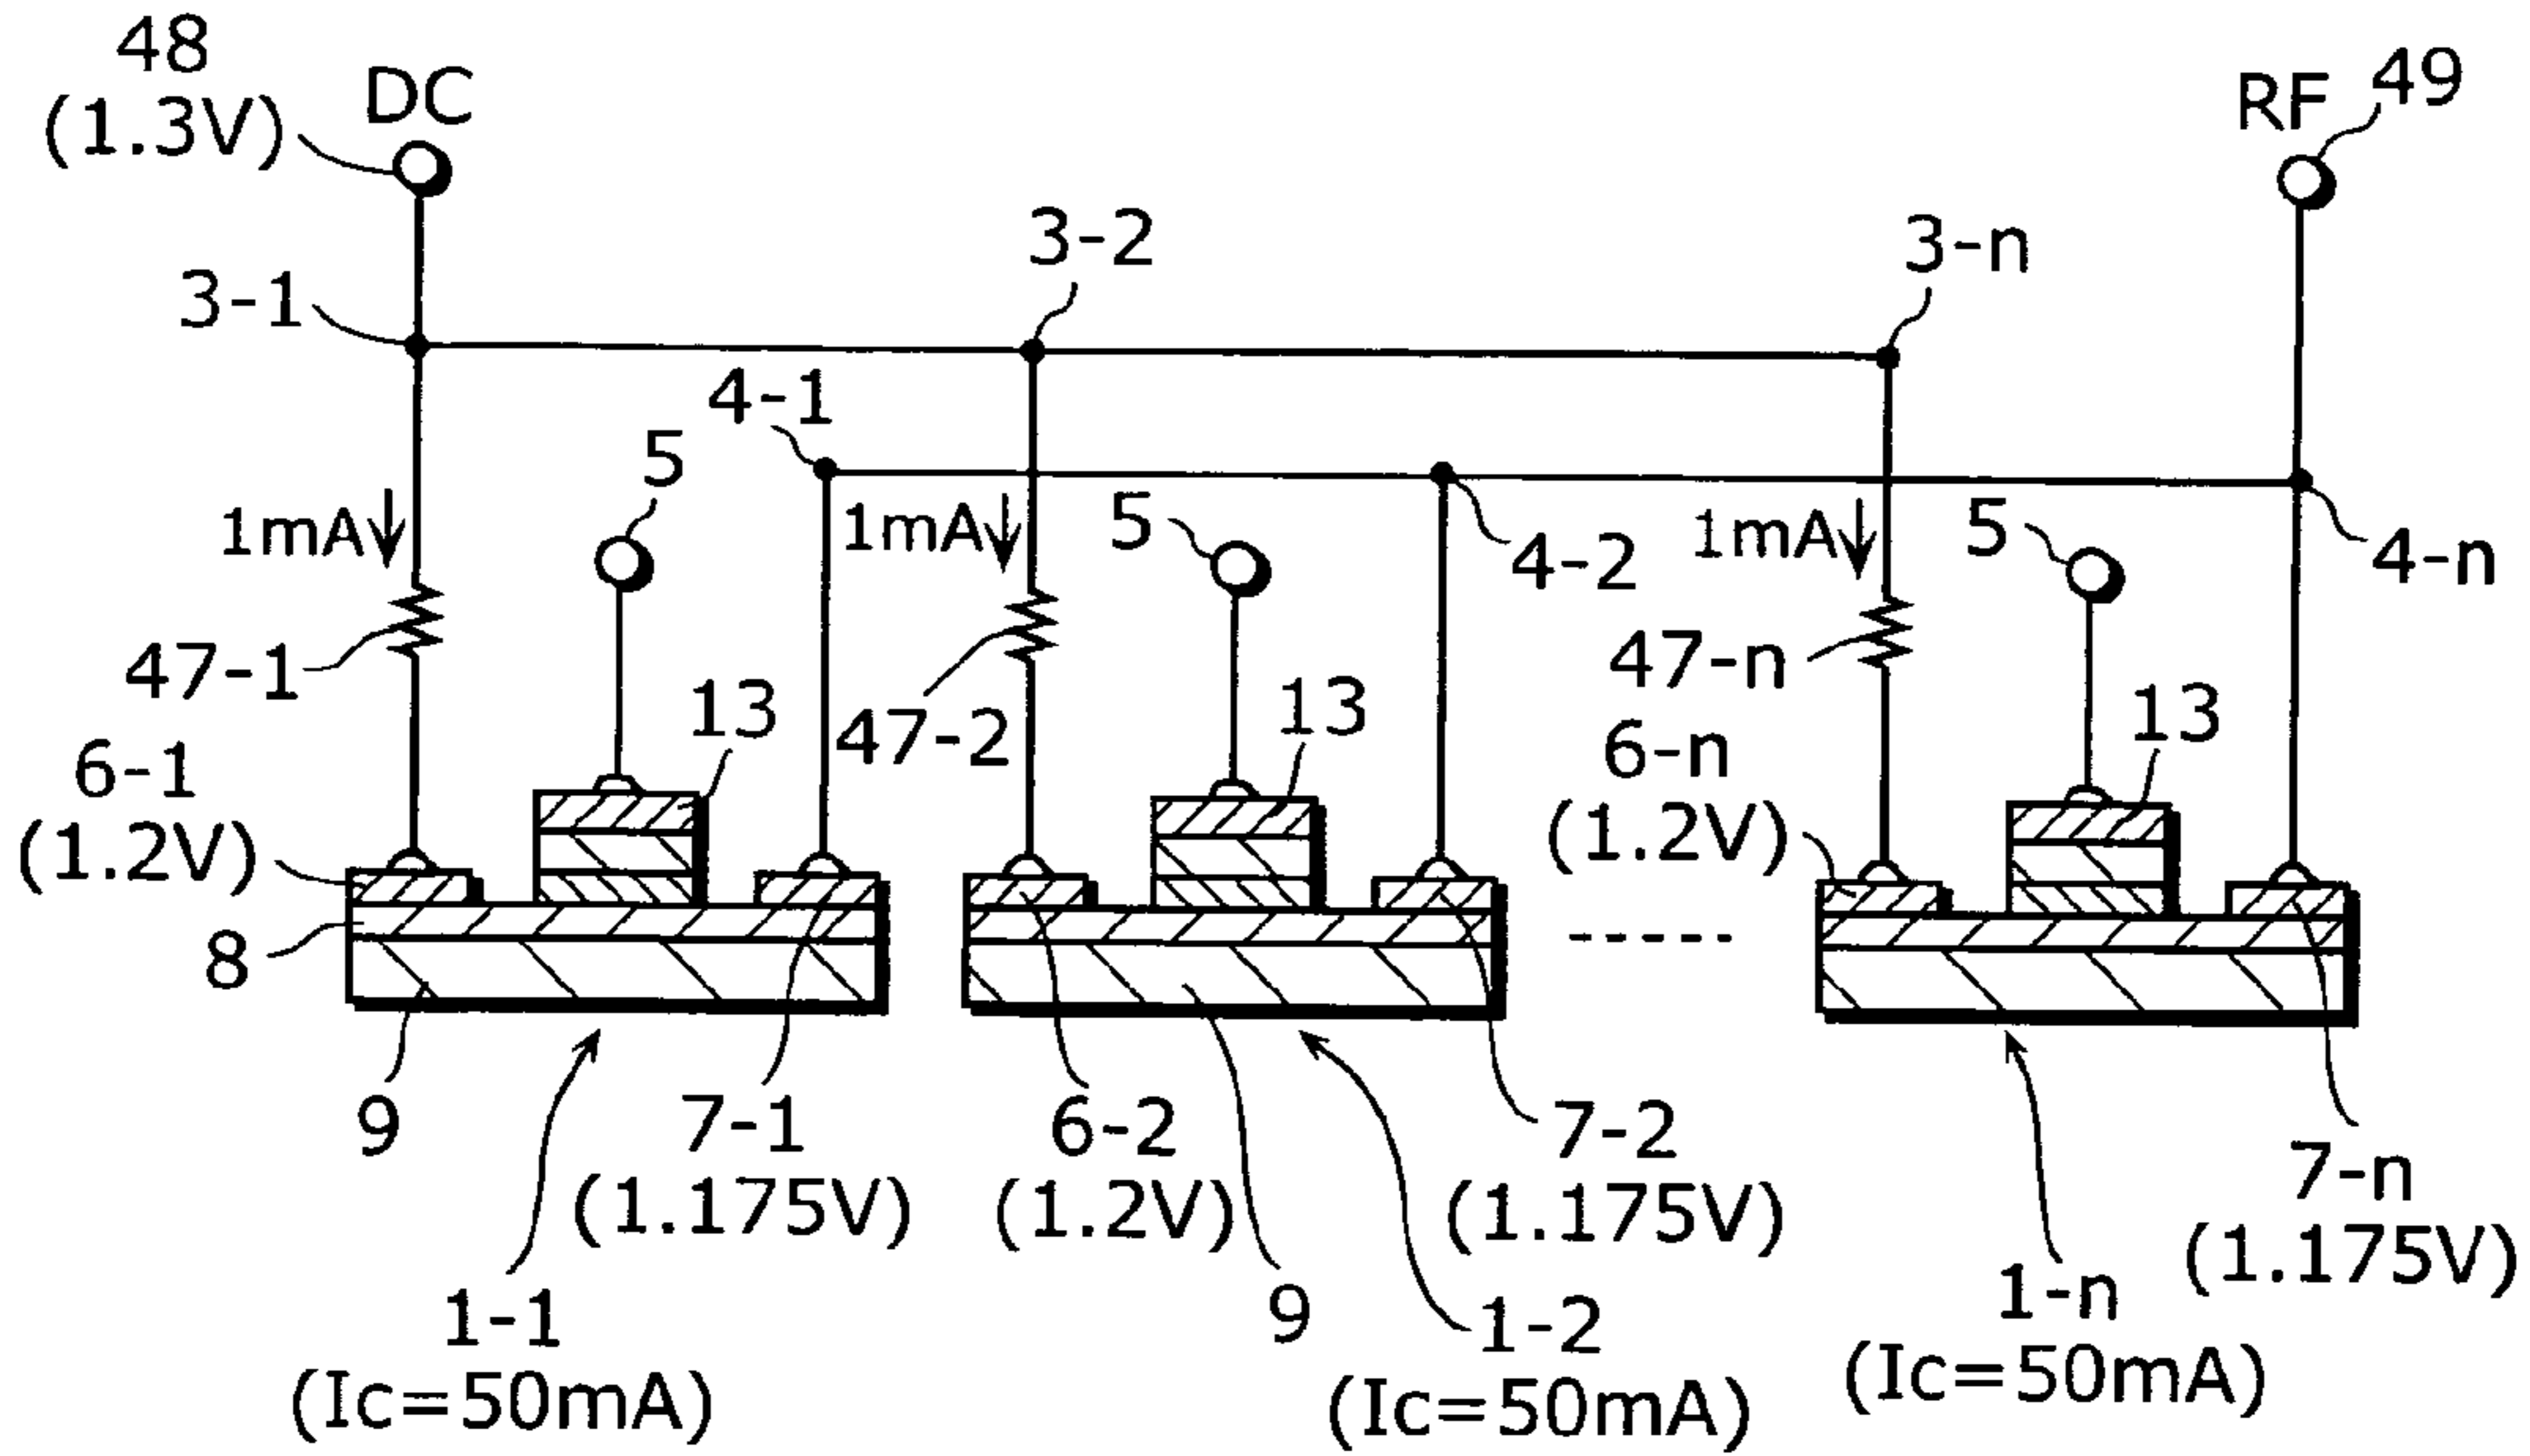 48
(1.3V)
DC
RF
49
3-1
3-2
3-n
4-1
5
1mA
1mA
5
4-2
1mA
5
4-n
47-1
13
47-2
13
47-n
13
6-1
(1.2V)
6-n
(1.2V)
8
9
7-1
(1.175V)
6-2
(1.2V)
7-2
(1.175V)
7-n
(1.175V)
1-1
(Ic=50mA)
9
1-2
(Ic=50mA)
1-n
(Ic=50mA)